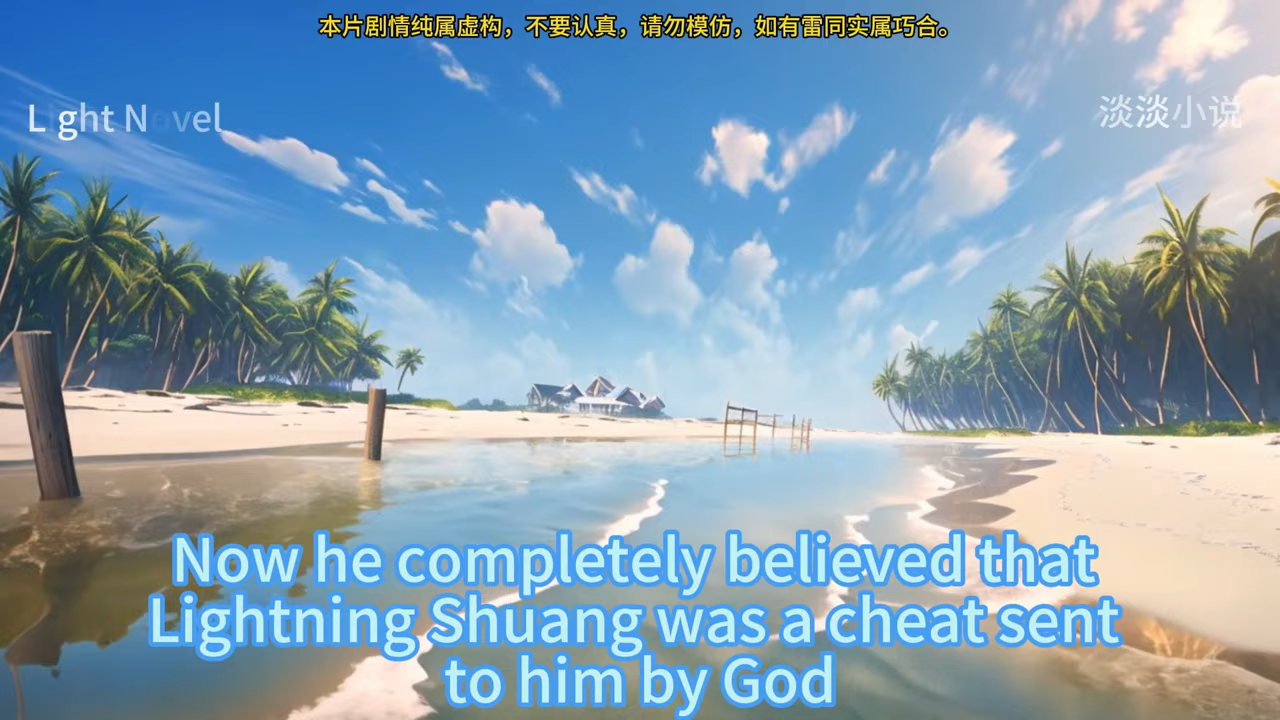 本片剧情纯属虚构，不要认真，请勿模仿，如有雷同实属巧合。
Light Novel
淡淡小说
Now he completely believed that
Lightning Shuang was a cheat sent
to him by God